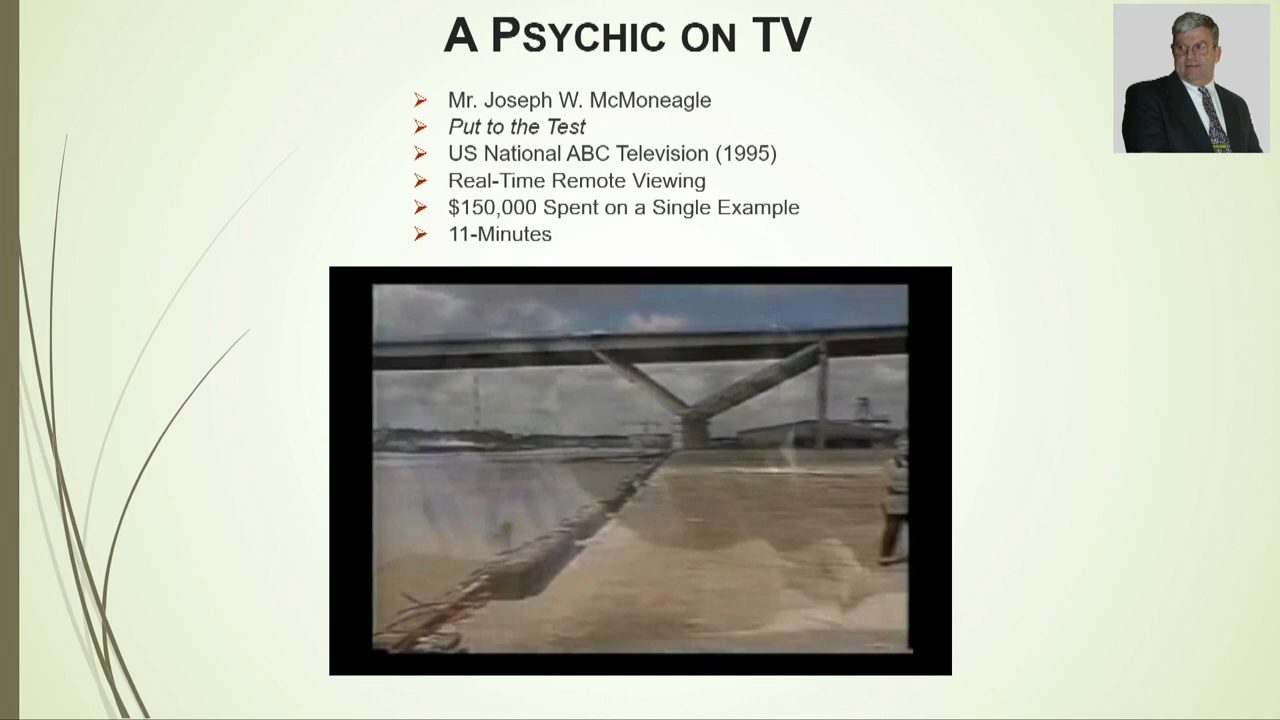 A PSYCHIC ON TV
Mr. Joseph W. McMoneagle
Put to the Test
US National ABC Television (1995)
Real-Time Remote Viewing
$150,000 Spent on a Single Example
11-Minutes